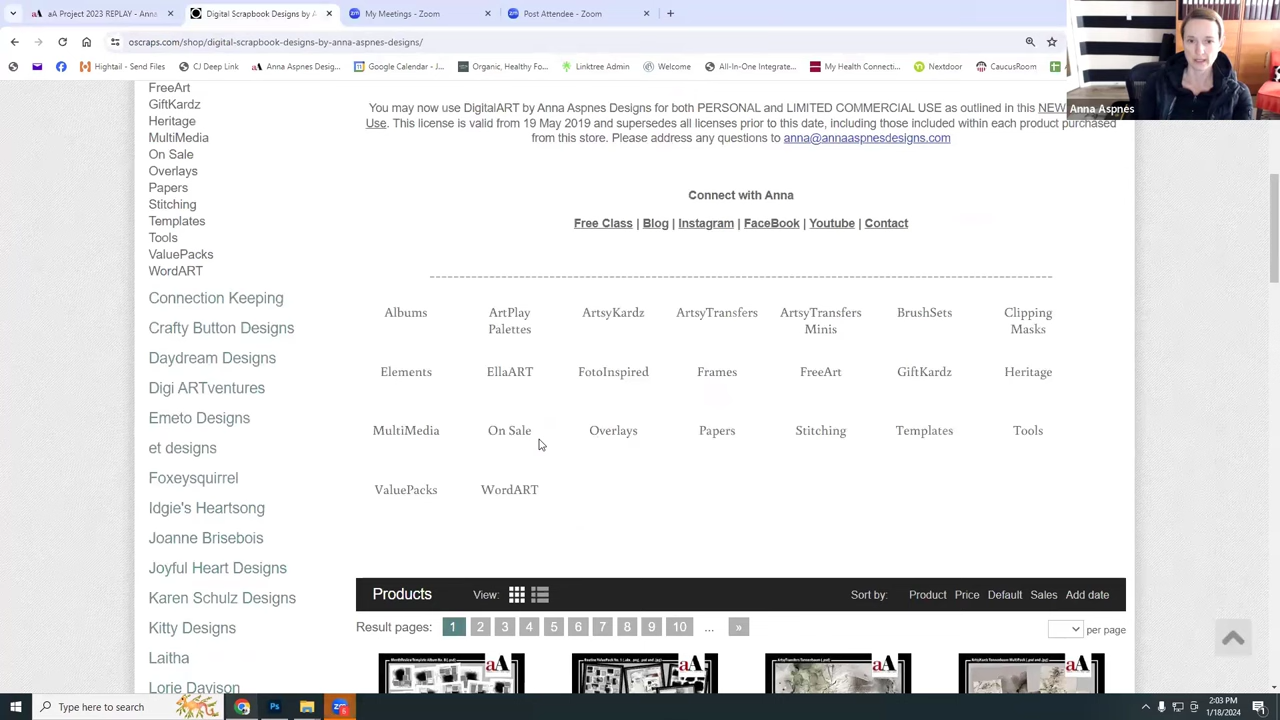 aA Project 2023 REPLAY - Anna A
Post Attendee - Zoom
Post Attendee - Zoom
oscraps.com/shop/digital-scrapbook-designs-by-anna-aspnes-designs/
Hightail - Send Files
CJ Deep Link
Anna Aspnes Desig...
Google Calendar - J...
Organic, Healthy Fo...
Linktree Admin
Welcome
All-In-One Integrate...
My Health Connecti...
Nextdoor
CaucusRoom
Anna Aspnes
FreeArt
GiftKardz
Heritage
MultiMedia
On Sale
Overlays
Papers
Stitching
Templates
Tools
ValuePacks
WordART
Connection Keeping
Crafty Button Designs
Daydream Designs
Digi ARTventures
Emeto Designs
et designs
Foxeysquirrel
Idgie's Heartsong
Joanne Brisebois
Joyful Heart Designs
Karen Schulz Designs
Kitty Designs
Laitha
Lorie Davison
You may now use DigitalART by Anna Aspnes Designs for both PERSONAL and LIMITED COMMERCIAL USE as outlined in this NEW
license is valid from 19 May 2019 and supercedes all licenses prior to this date, including those included within each product purchased
from this store. Please address any questions to anna@annaaspnesdesigns.com
Connect with Anna
Free Class | Blog | Instagram | FaceBook | Youtube | Contact
Albums
ArtPlay Palettes
ArtsyKardz
ArtsyTransfers
ArtsyTransfers Minis
BrushSets
Clipping Masks
Elements
EllaART
FotoInspired
Frames
FreeArt
GiftKardz
Heritage
MultiMedia
On Sale
Overlays
Papers
Stitching
Templates
Tools
ValuePacks
WordART
Products
View:
Sort by: Product Price Default Sales Add date
Result pages: 1 2 3 4 5 6 7 8 9 10 ... »
per page
aA
aA
aA
aA
Type here to search
2:03 PM
1/18/2024